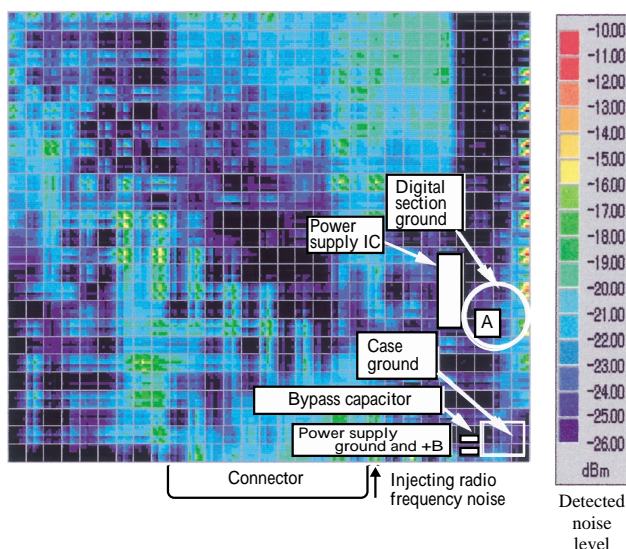 Digital
section
ground
Power
supply IC
A
Case
ground
Bypass capacitor
Power supply
ground and +B
Connector
Injecting radio
frequency noise
-10.00
-11.00
-12.00
-13.00
-14.00
-15.00
-16.00
-17.00
-18.00
-19.00
-20.00
-21.00
-22.00
-23.00
-24.00
-25.00
-26.00
dBm
Detected
noise
level